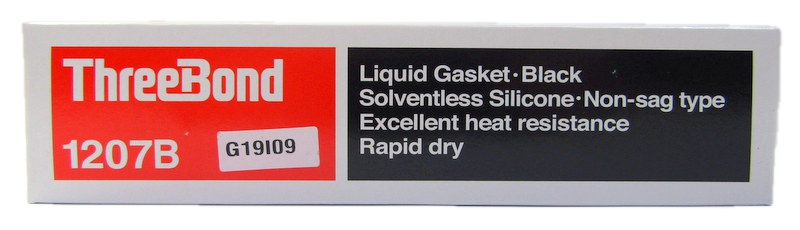 ThreeBond
1207B
G19I09
Liquid Gasket·Black
Solventless Silicone·Non-sag type
Excellent heat resistance
Rapid dry